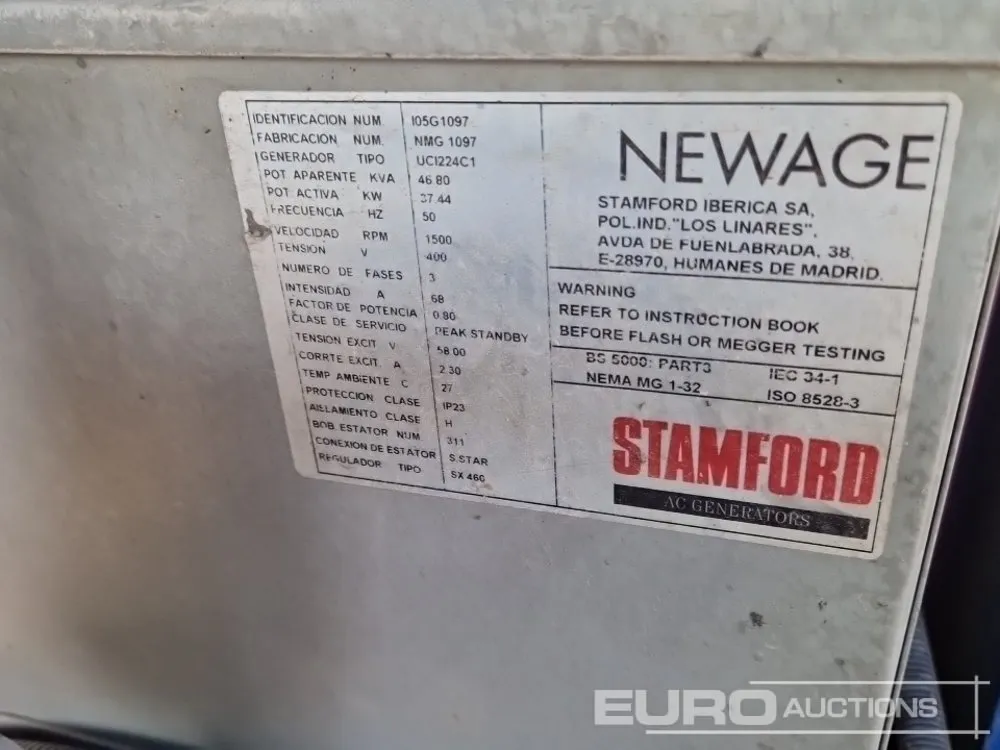 IDENTIFICACION NUM I05G1097
FABRICACION NUM. NMG 1097
GENERADOR TIPO UCI224C1
POT APARENTE KVA 46.80
POT ACTIVA KW 37.44
FRECUENCIA HZ 50
VELOCIDAD RPM 1500
TENSION V 400
NUMERO DE FASES 3
INTENSIDAD A 68
FACTOR DE POTENCIA 0.80
CLASE DE SERVICIO PEAK STANDBY
TENSION EXCIT V 58.00
CORRTE EXCIT. A 2.30
TEMP AMBIENTE C 27
PROTECCION CLASE IP23
AISLAMIENTO CLASE H
BOB. ESTATOR NUM 311
CONEXION DE ESTATOR S.STAR
REGULADOR TIPO SX 460
NEWAGE
STAMFORD IBERICA SA,
POL.IND."LOS LINARES",
AVDA DE FUENLABRADA, 38,
E-28970, HUMANES DE MADRID.
WARNING
REFER TO INSTRUCTION BOOK
BEFORE FLASH OR MEGGER TESTING
BS 5000: PART3 IEC 34-1
NEMA MG 1-32 ISO 8528-3
STAMFORD
AC GENERATORS
EURO AUCTIONS